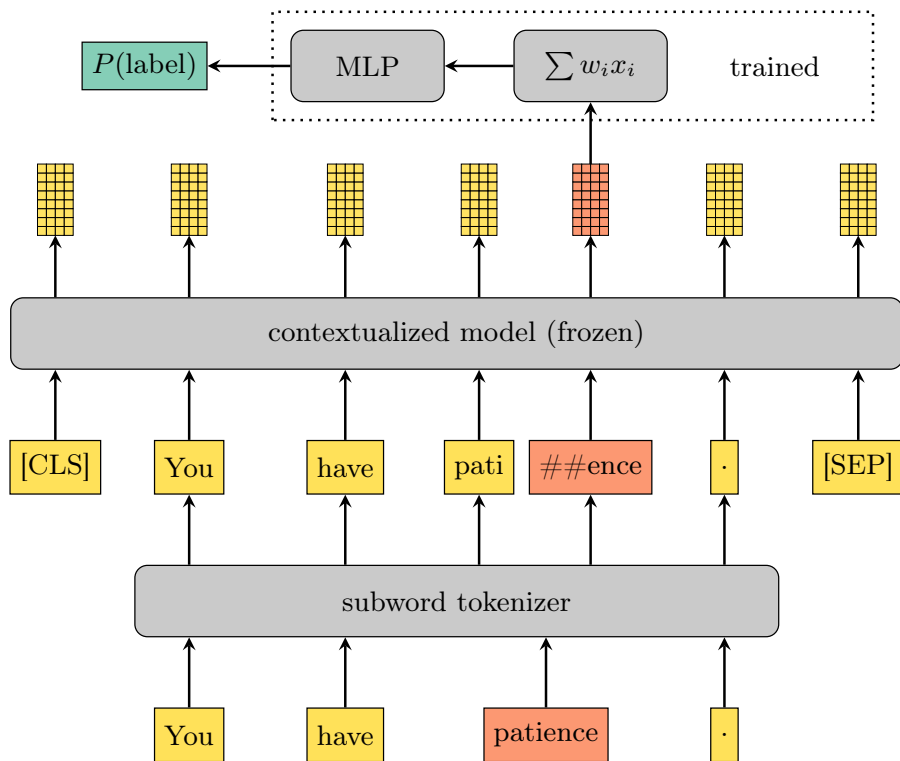 P(label)
MLP
∑ w_i x_i
trained
contextualized model (frozen)
[CLS] You have pati ##ence . [SEP]
subword tokenizer
You have patience .